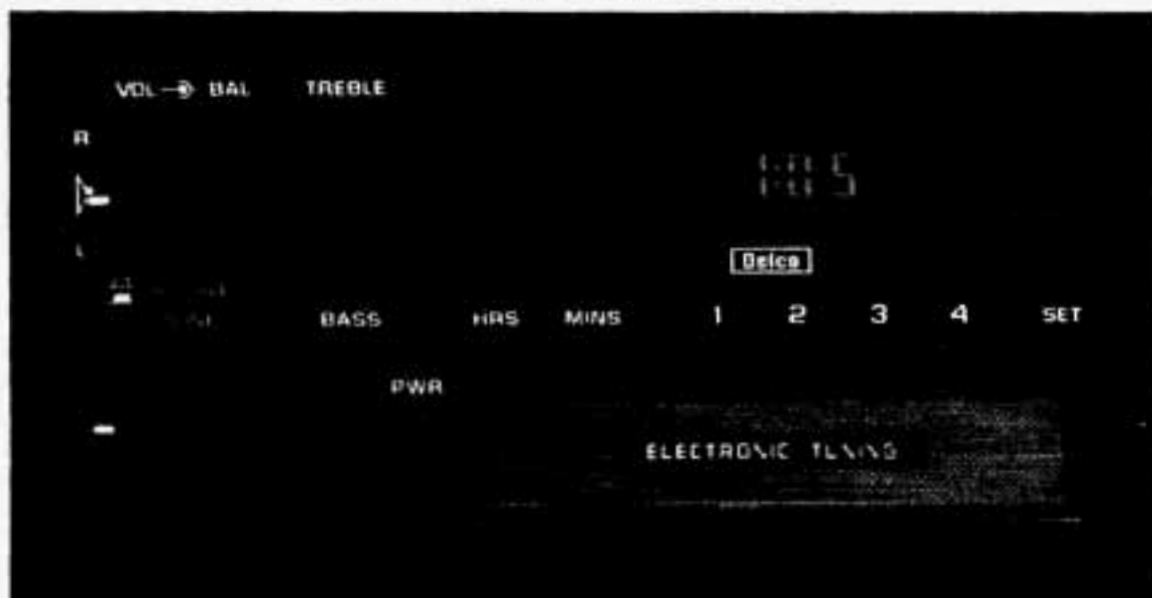 VOL BAL TREBLE
R
L
Delco
BASS HRS MINS 1 2 3 4 SET
PWR
ELECTRONIC TUNING